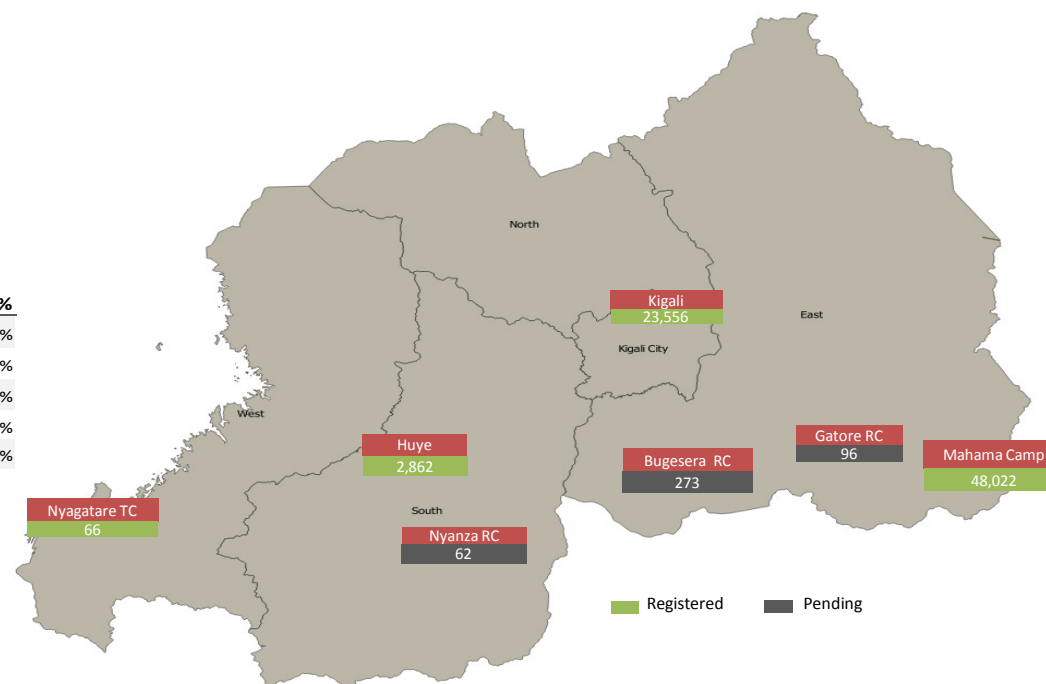 %
%
%
%
%
%
North
Kigali
23,556
Kigali City
East
West
Huye
2,862
Gatore RC
96
Bugesera RC
273
Mahama Camp
48,022
Nyagatare TC
66
South
Nyanza RC
62
Registered
Pending